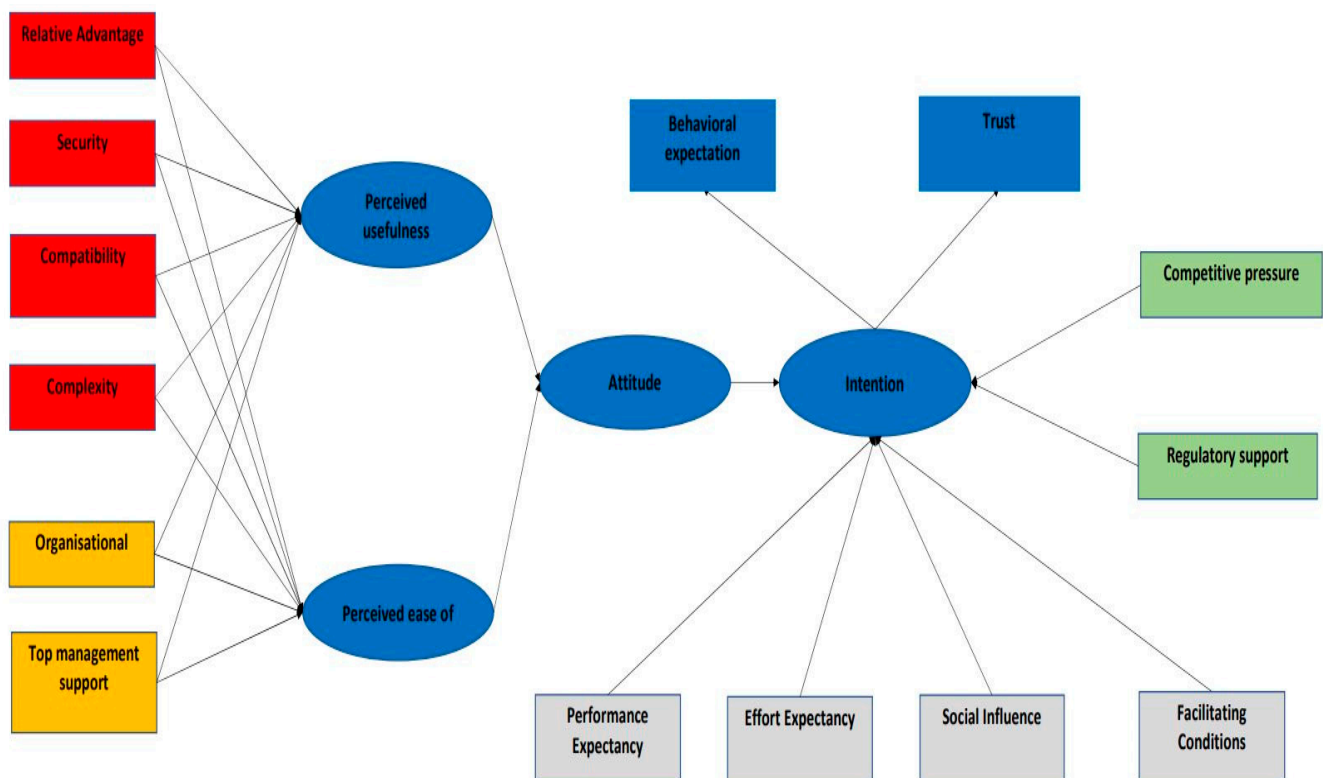 Relative Advantage
Security
Compatibility
Complexity
Organisational
Top management
support
Perceived
usefulness
Perceived ease of
Attitude
Behavioral
expectation
Trust
Intention
Competitive pressure
Regulatory support
Performance
Expectancy
Effort Expectancy
Social Influence
Facilitating
Conditions